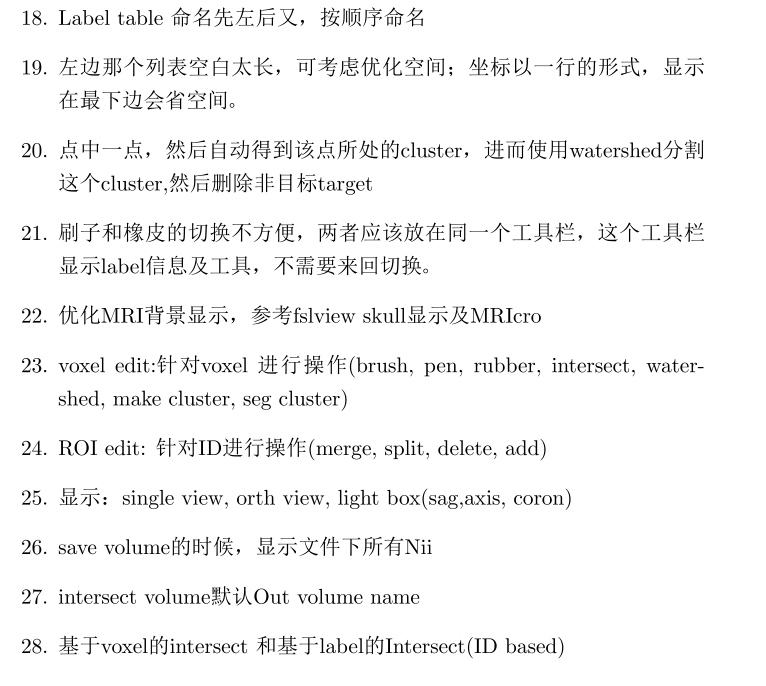 18. Label table 命名先左后又，按顺序命名
19. 左边那个列表空白太长，可考虑优化空间；坐标以一行的形式，显示
在最下边会省空间。
20. 点中一点，然后自动得到该点所处的cluster，进而使用watershed分割
这个cluster,然后删除非目标target
21. 刷子和橡皮的切换不方便，两者应该放在同一个工具栏，这个工具栏
显示label信息及工具，不需要来回切换。
22. 优化MRI背景显示，参考fslview skull显示及MRIcro
23. voxel edit:针对voxel 进行操作(brush, pen, rubber, intersect, water-
shed, make cluster, seg cluster)
24. ROI edit: 针对ID进行操作(merge, split, delete, add)
25. 显示：single view, orth view, light box(sag,axis, coron)
26. save volume的时候，显示文件下所有Nii
27. intersect volume默认Out volume name
28. 基于voxel的intersect 和基于label的Intersect(ID based)